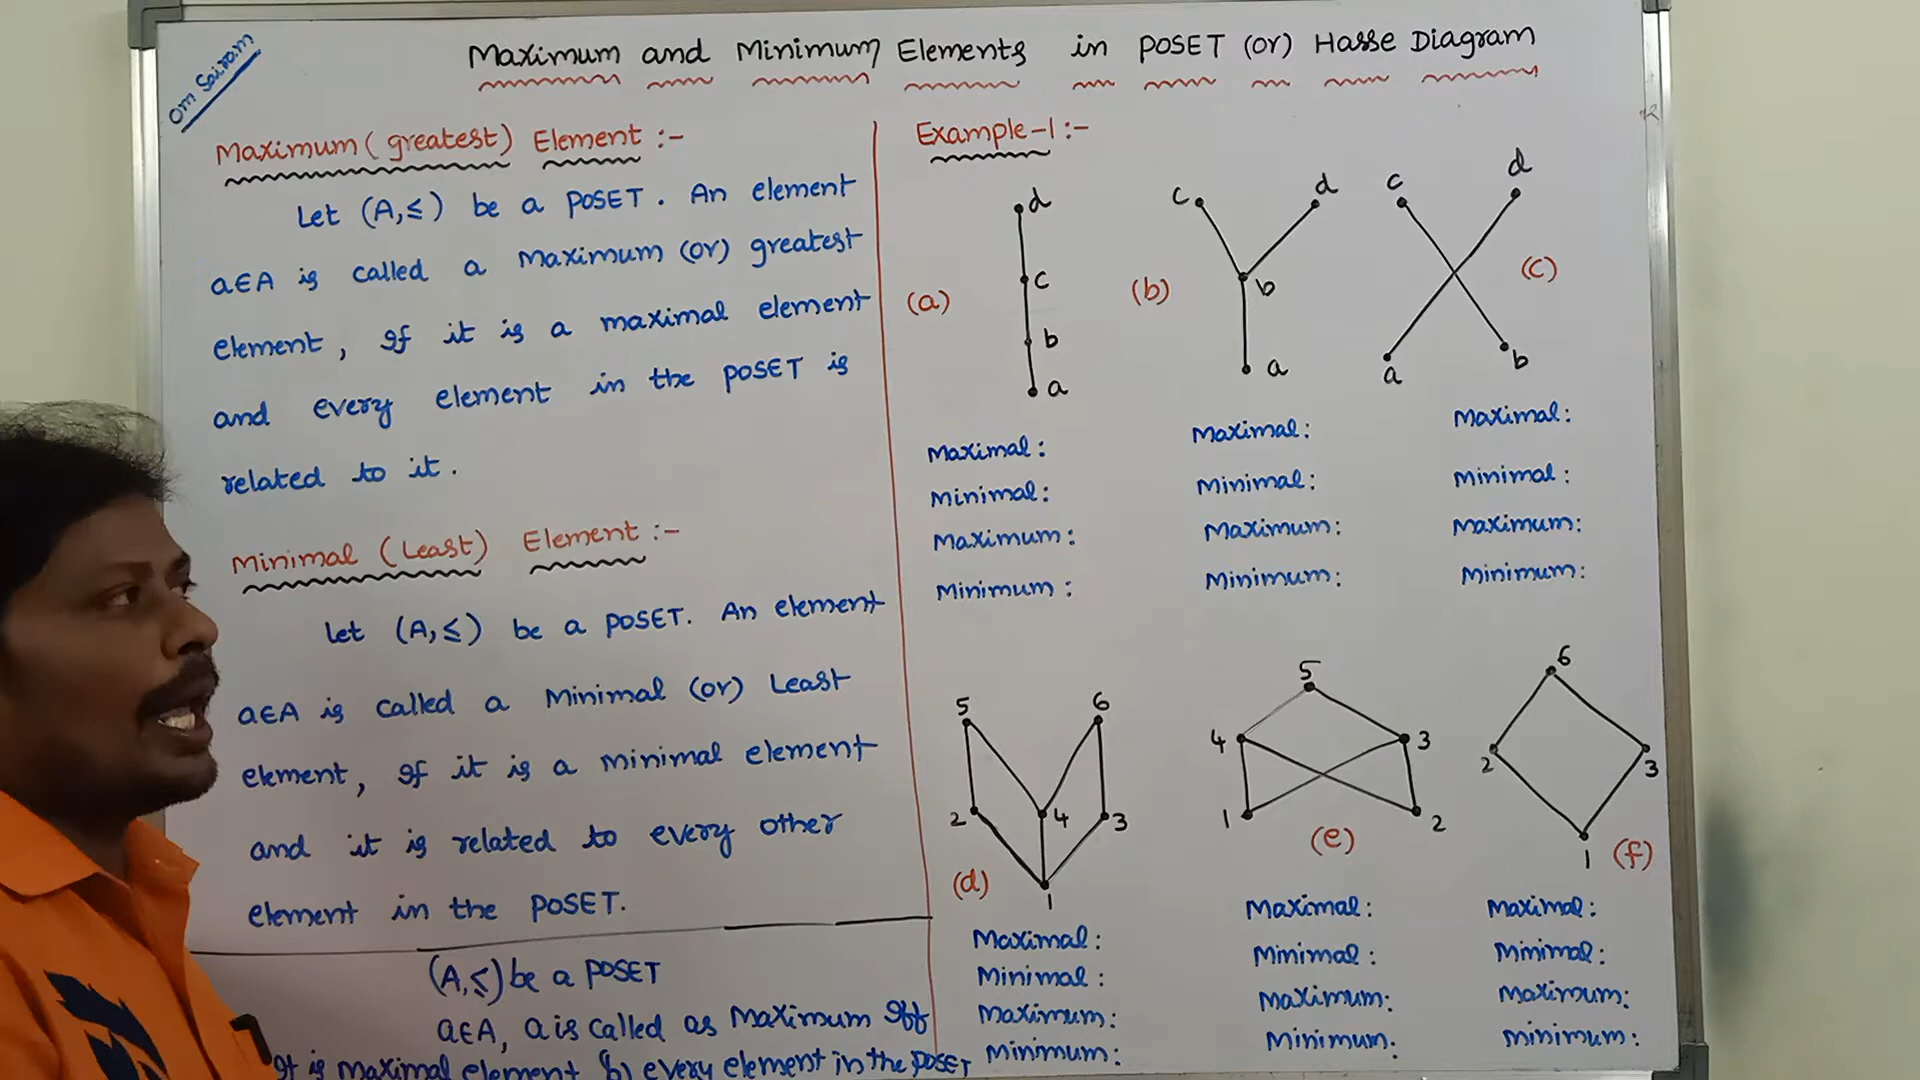 Om Sairam
Maximum and Minimum Elements in POSET (or) Hasse Diagram
Maximum (greatest) Element :-
Let (A,≤) be a POSET. An element
a∈A is called a maximum (or) greatest
element, if it is a maximal element
and every element in the POSET is
related to it.
Minimal (Least) Element :-
Let (A,≤) be a POSET. An element
a∈A is called a Minimal (or) Least
element, if it is a minimal element
and it is related to every other
element in the POSET.
(A,≤) be a POSET
a∈A, a is called as Maximum iff
It is maximal element & b) every element in the POSET
Example-1 :-
d
c
b
a
(a)
Maximal :
Minimal :
Maximum :
Minimum :
c d
b
a
(b)
Maximal :
Minimal :
Maximum :
Minimum :
c d
a b
(c)
Maximal :
Minimal :
Maximum :
Minimum :
5 6
2 4 3
1
(d)
Maximal :
Minimal :
Maximum :
Minimum :
5
4 3
1 2
(e)
Maximal :
Minimal :
Maximum :
Minimum :
6
2 3
1
(f)
Maximal :
Minimal :
Maximum :
Minimum :